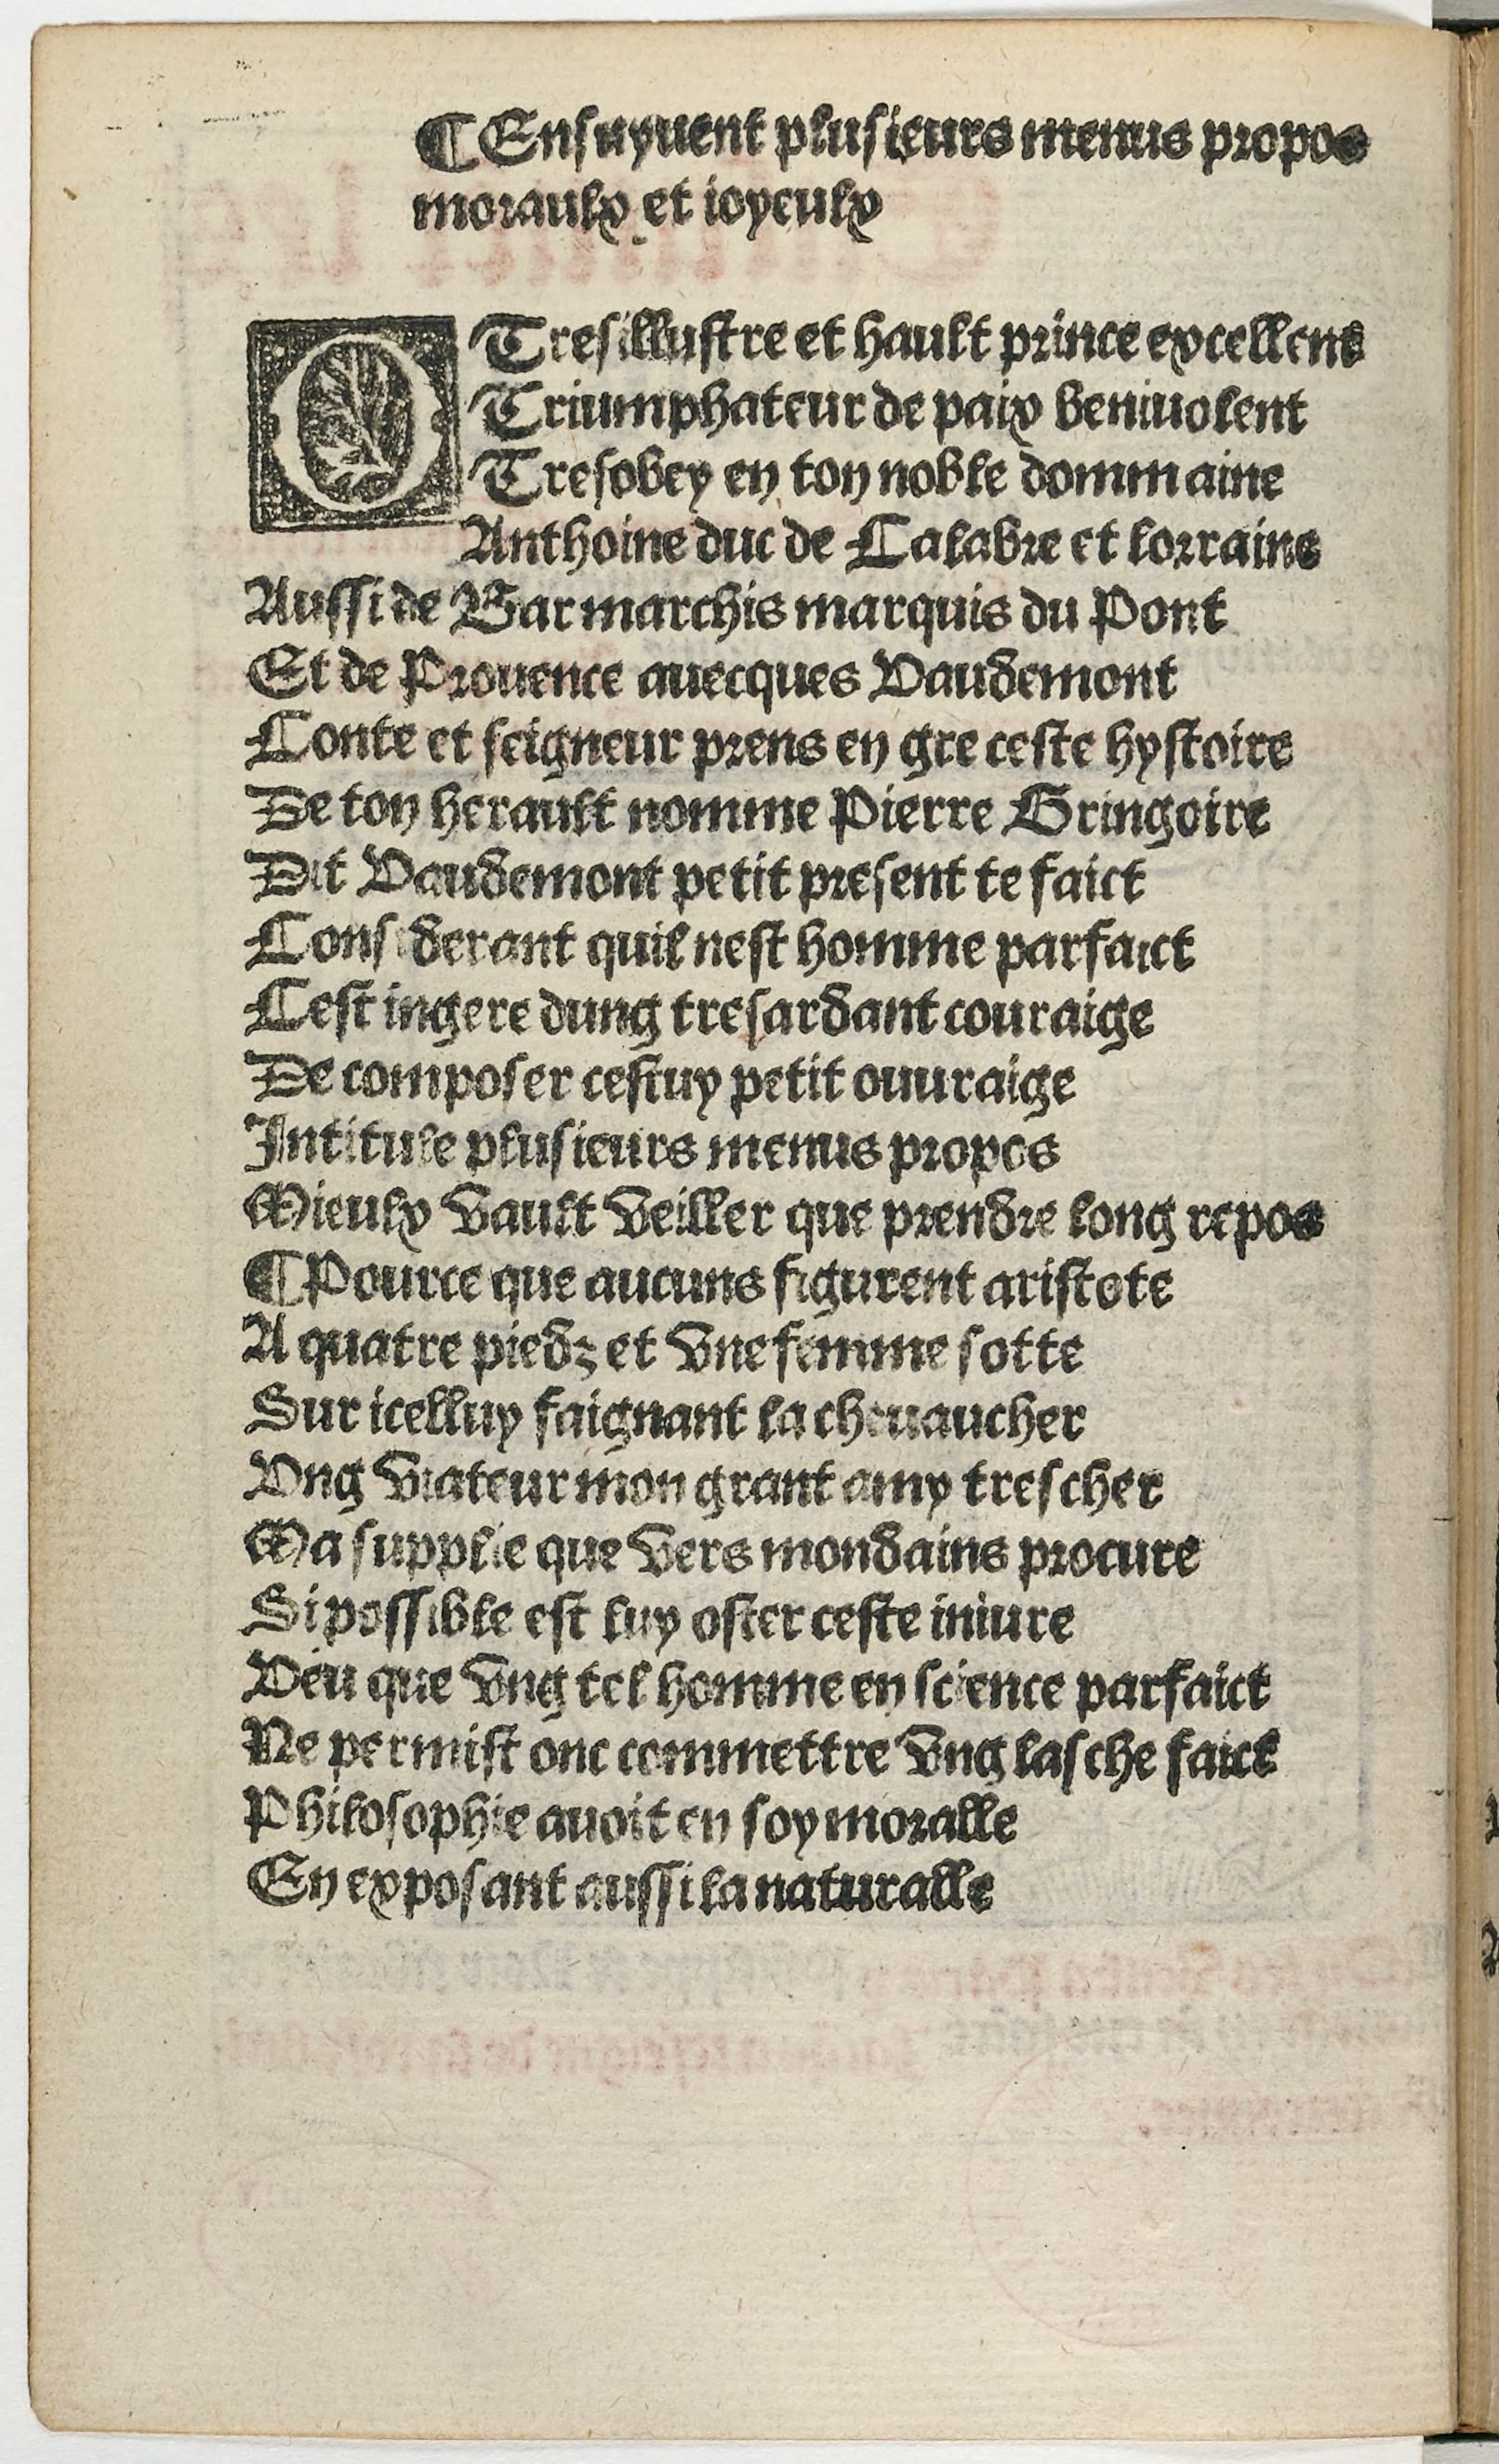 ¶ Ensuyuent plusieurs menus propos
moraulx et ioyeulx
O Tresillustre et hault prince excellent
Triumphateur de paix beniuolent
Tresobey en ton noble dommaine
Anthoine duc de Calabre et lorraine
Aussi de Bar marchis marquis du Pont
Et de Prouence auecques Vaudemont
Conte et seigneur prens en gre ceste hystoire
De ton herault nomme Pierre Gringoire
Dit Vaudemont petit present te faict
Considerant quil nest homme parfaict
Cest ingere dung tresardant couraige
De composer cestuy petit ouuraige
Intitule plusieurs menus propos
Mieulx vault veiller que prendre long repos
¶ Pource que aucuns figurent aristote
A quatre piedz et vne femme sotte
Sur icelluy faignant la cheuaucher
Vng viateur mon grant amy trescher
Ma supplie que vers mondains procure
Si possible est luy oster ceste iniure
Veu que vng tel homme en science parfaict
Ne permist onc commettre vng lasche faict
Philosophie auoit en soy moralle
En exposant aussi la naturalle